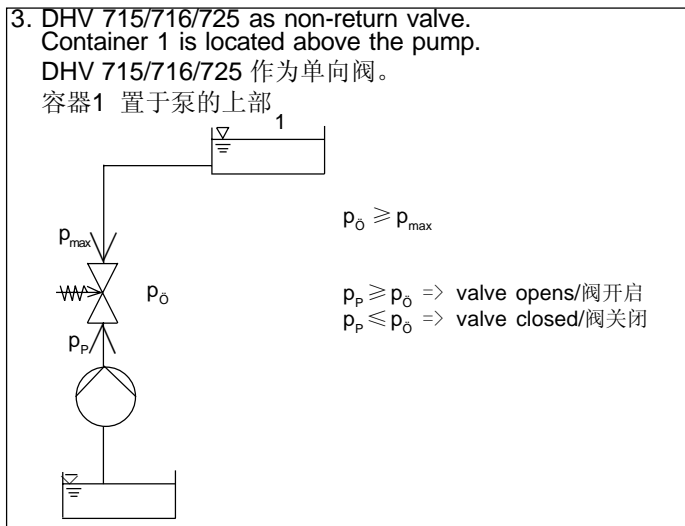 3. DHV 715/716/725 as non-return valve.
Container 1 is located above the pump.
DHV 715/716/725 作为单向阀。
容器1 置于泵的上部
1
pÖ ≥ pmax
pmax
pÖ
pP ≥ pÖ => valve opens/阀开启
pP ≤ pÖ => valve closed/阀关闭
pP